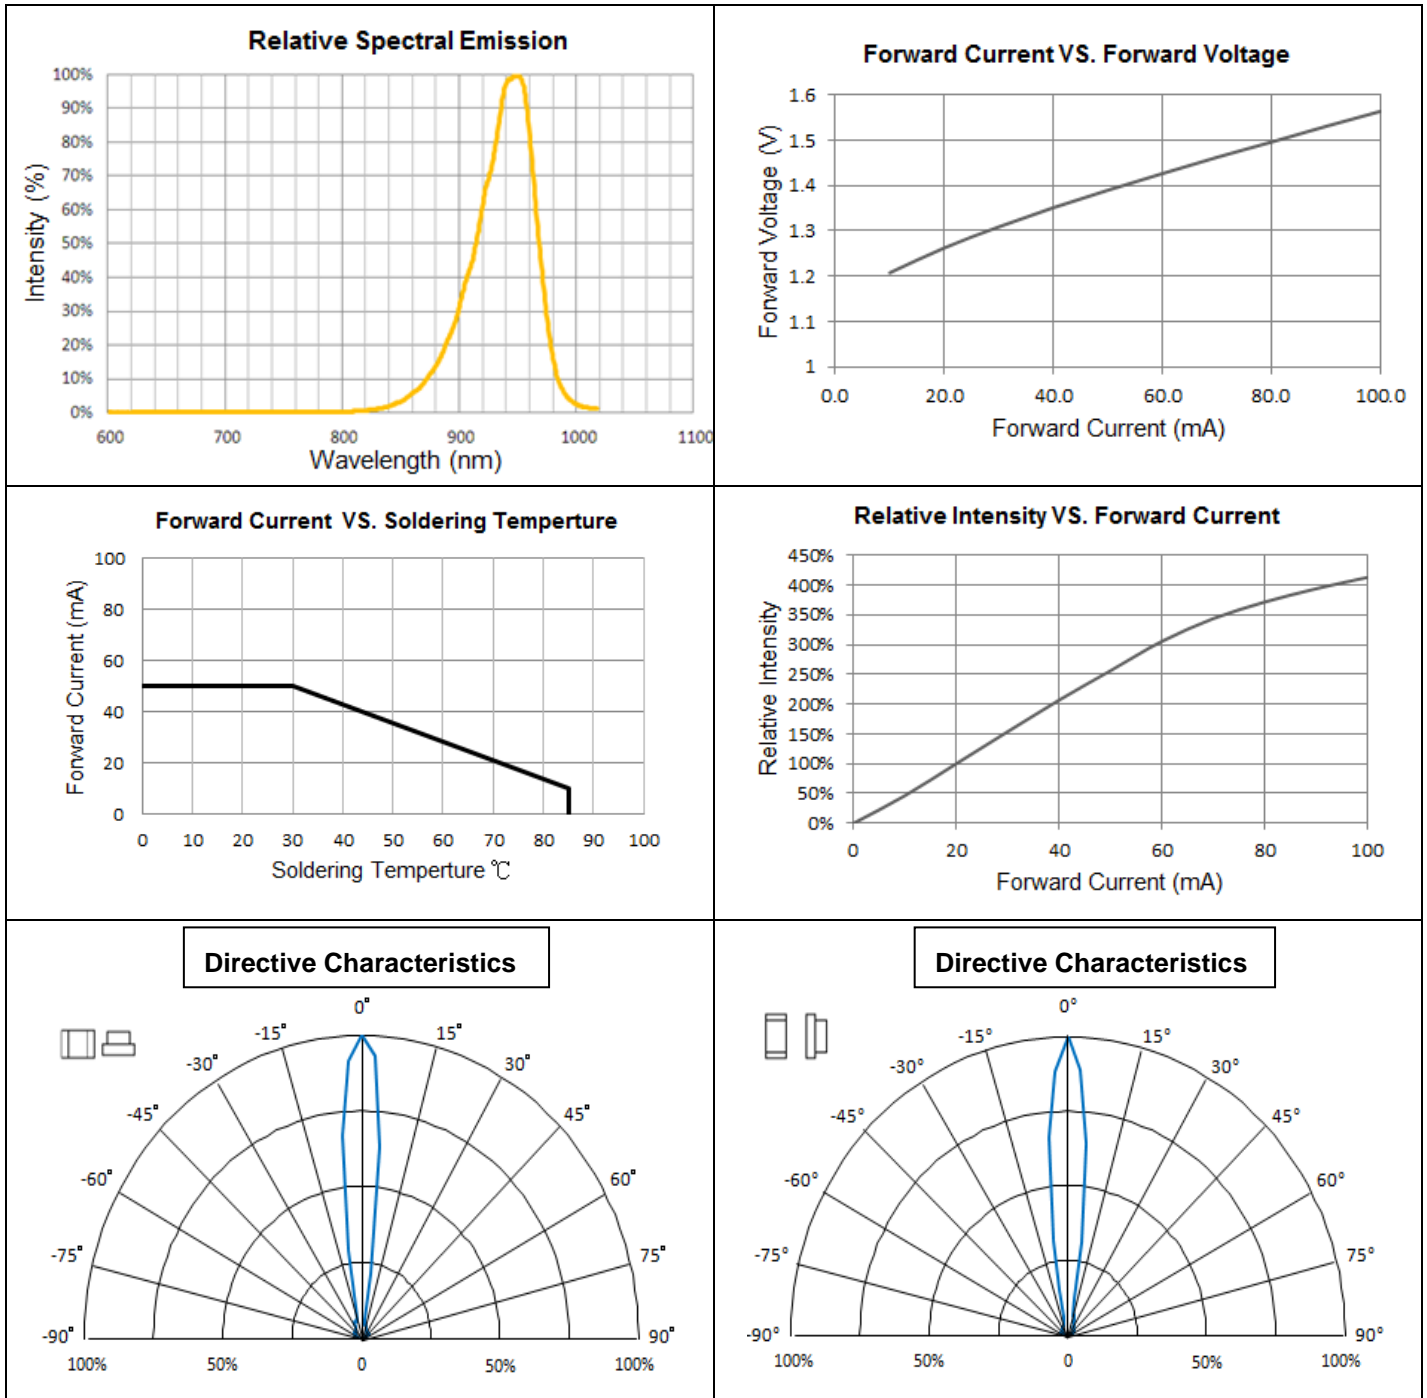 Relative Spectral Emission
100%
90%
80%
70%
60%
50%
40%
30%
20%
10%
0%
Intensity (%)
600 700 800 900 1000 1100
Wavelength (nm)
Forward Current VS. Forward Voltage
1.6
1.5
1.4
1.3
1.2
1.1
1
Forward Voltage (V)
0.0 20.0 40.0 60.0 80.0 100.0
Forward Current (mA)
Forward Current VS. Soldering Temperture
100
80
60
40
20
0
Forward Current (mA)
0 10 20 30 40 50 60 70 80 90 100
Soldering Temperture ℃
Relative Intensity VS. Forward Current
450%
400%
350%
300%
250%
200%
150%
100%
50%
0%
Relative Intensity
0 20 40 60 80 100
Forward Current (mA)
Directive Characteristics
0°
-15° 15°
-30° 30°
-45° 45°
-60° 60°
-75° 75°
-90° 90°
100% 50% 0 50% 100%
Directive Characteristics
0°
-15° 15°
-30° 30°
-45° 45°
-60° 60°
-75° 75°
-90° 90°
100% 50% 0 50% 100%